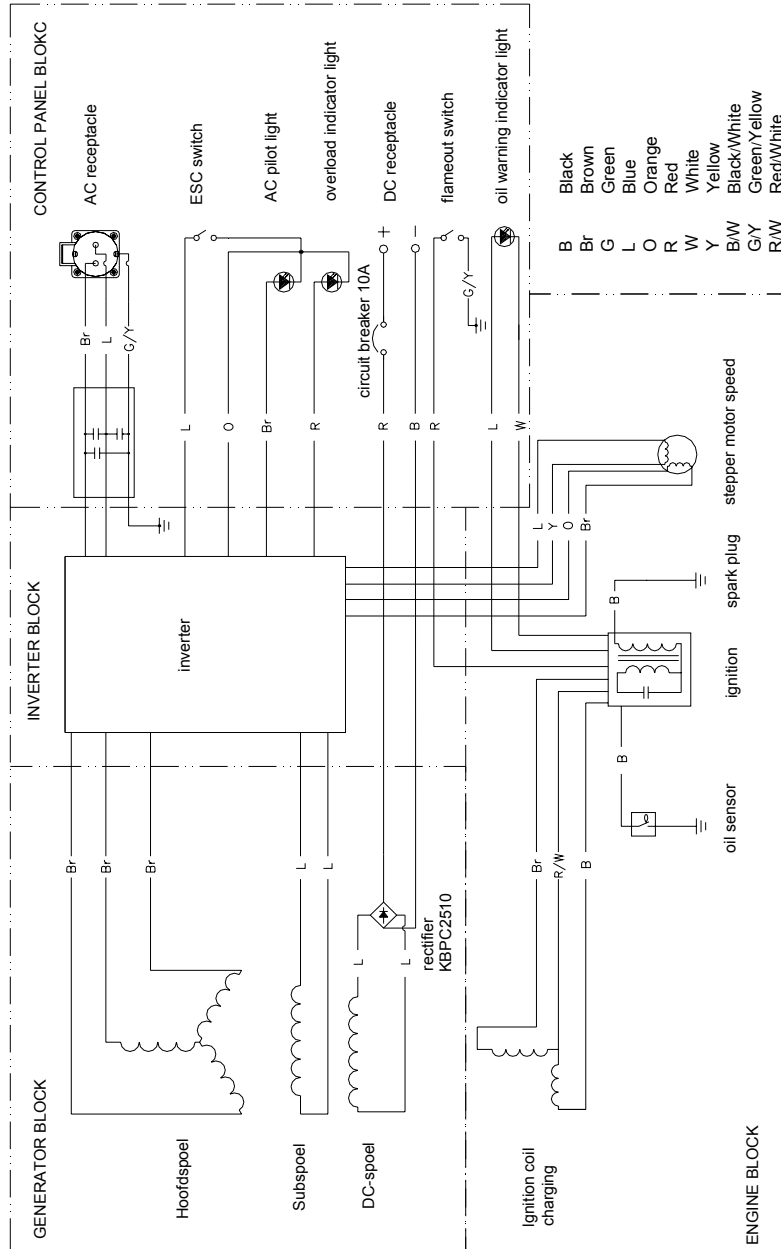 GENERATOR BLOCK
Hoofdspoel
Br
Br
Br
Subspoel
L
L
DC-spoel
L
L
rectifier
KBPC2510
INVERTER BLOCK
inverter
CONTROL PANEL BLOKC
Br
L
G/Y
AC receptacle
L
ESC switch
O
Br
AC pilot light
R
overload indicator light
circuit breaker 10A
R
+
DC receptacle
B
−
R
flameout switch
G/Y
L
oil warning indicator light
W
ENGINE BLOCK
Ignition coil
charging
Br
R/W
B
B
oil sensor
ignition
B
spark plug
L
Y
O
Br
stepper motor speed
B Black
Br Brown
G Green
L Blue
O Orange
R Red
W White
Y Yellow
B/W Black/White
G/Y Green/Yellow
R/W Red/White